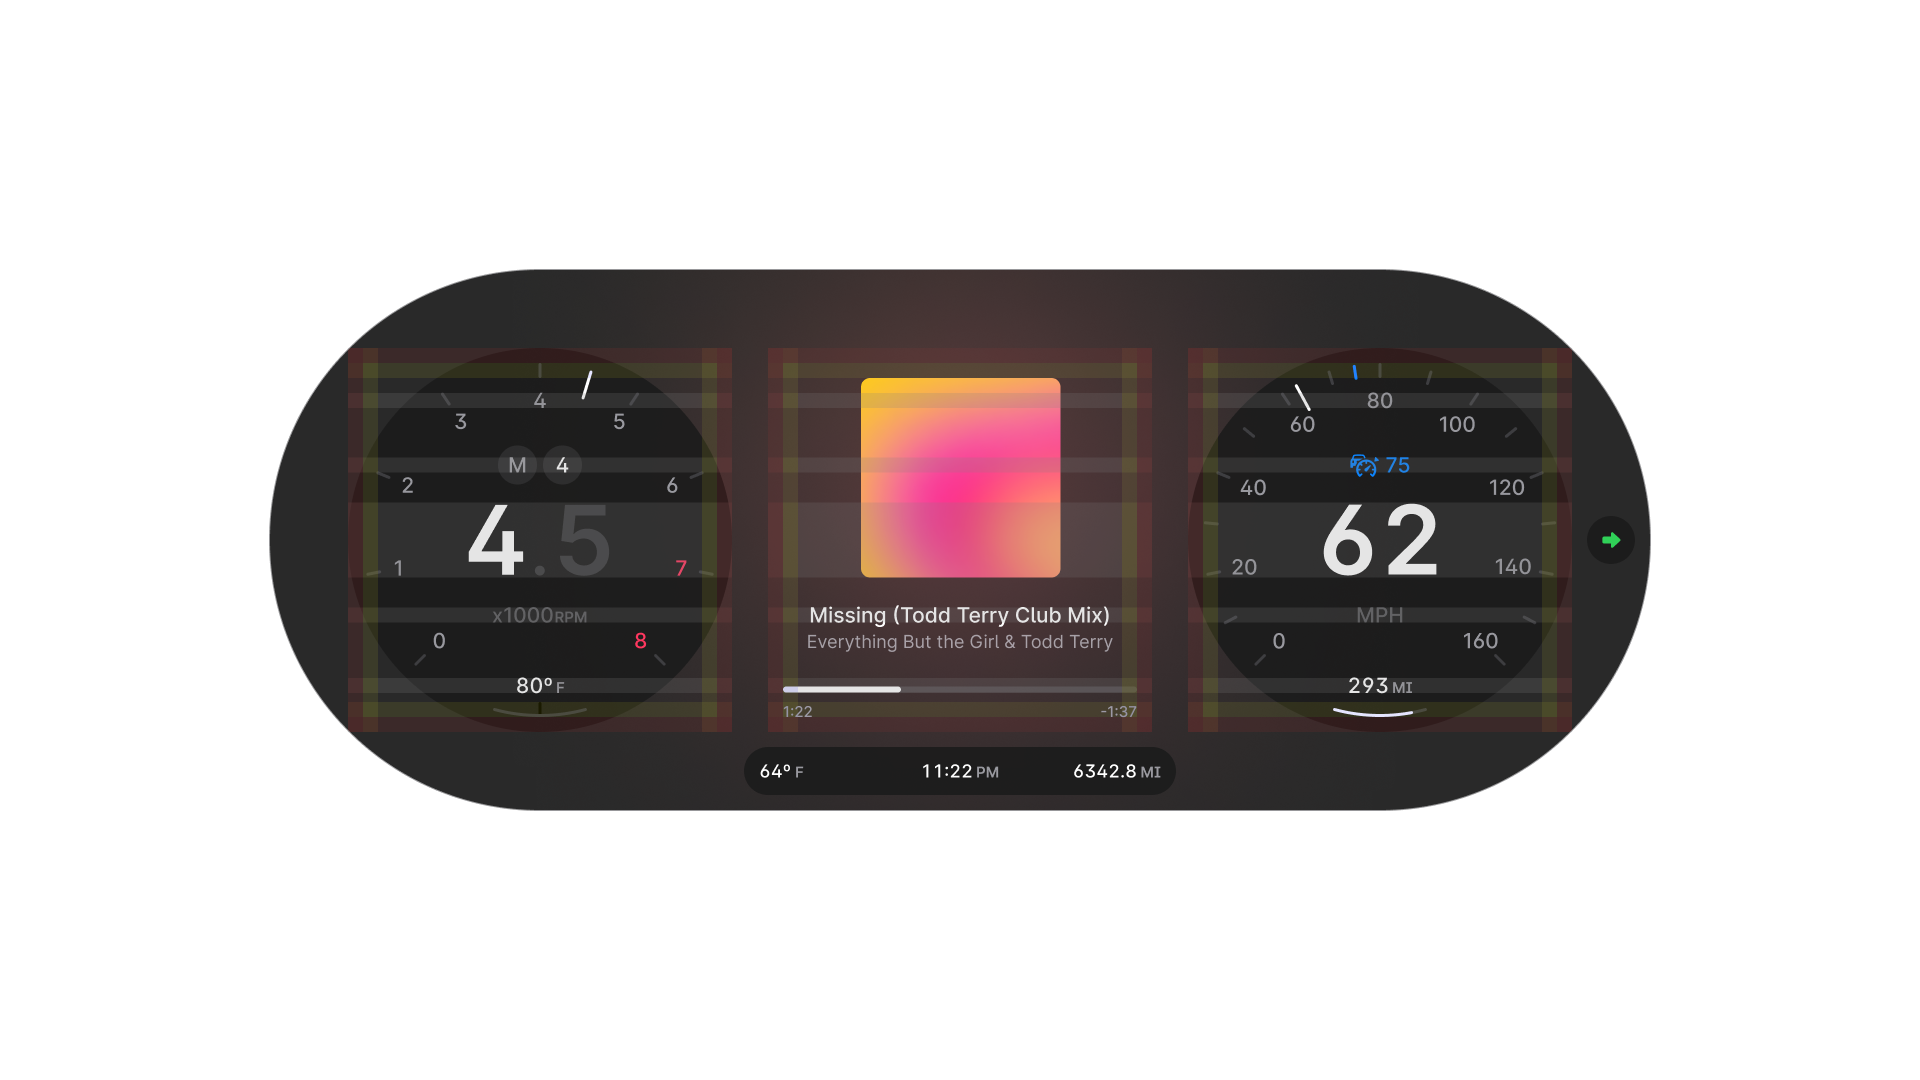 4
3
5
M 4
2
6
4.5
1
7
x1000RPM
0
8
80º F
Missing (Todd Terry Club Mix)
Everything But the Girl & Todd Terry
1:22
-1:37
64º F
11:22 PM
6342.8 MI
80
60
100
75
40
120
62
20
140
MPH
0
160
293 MI